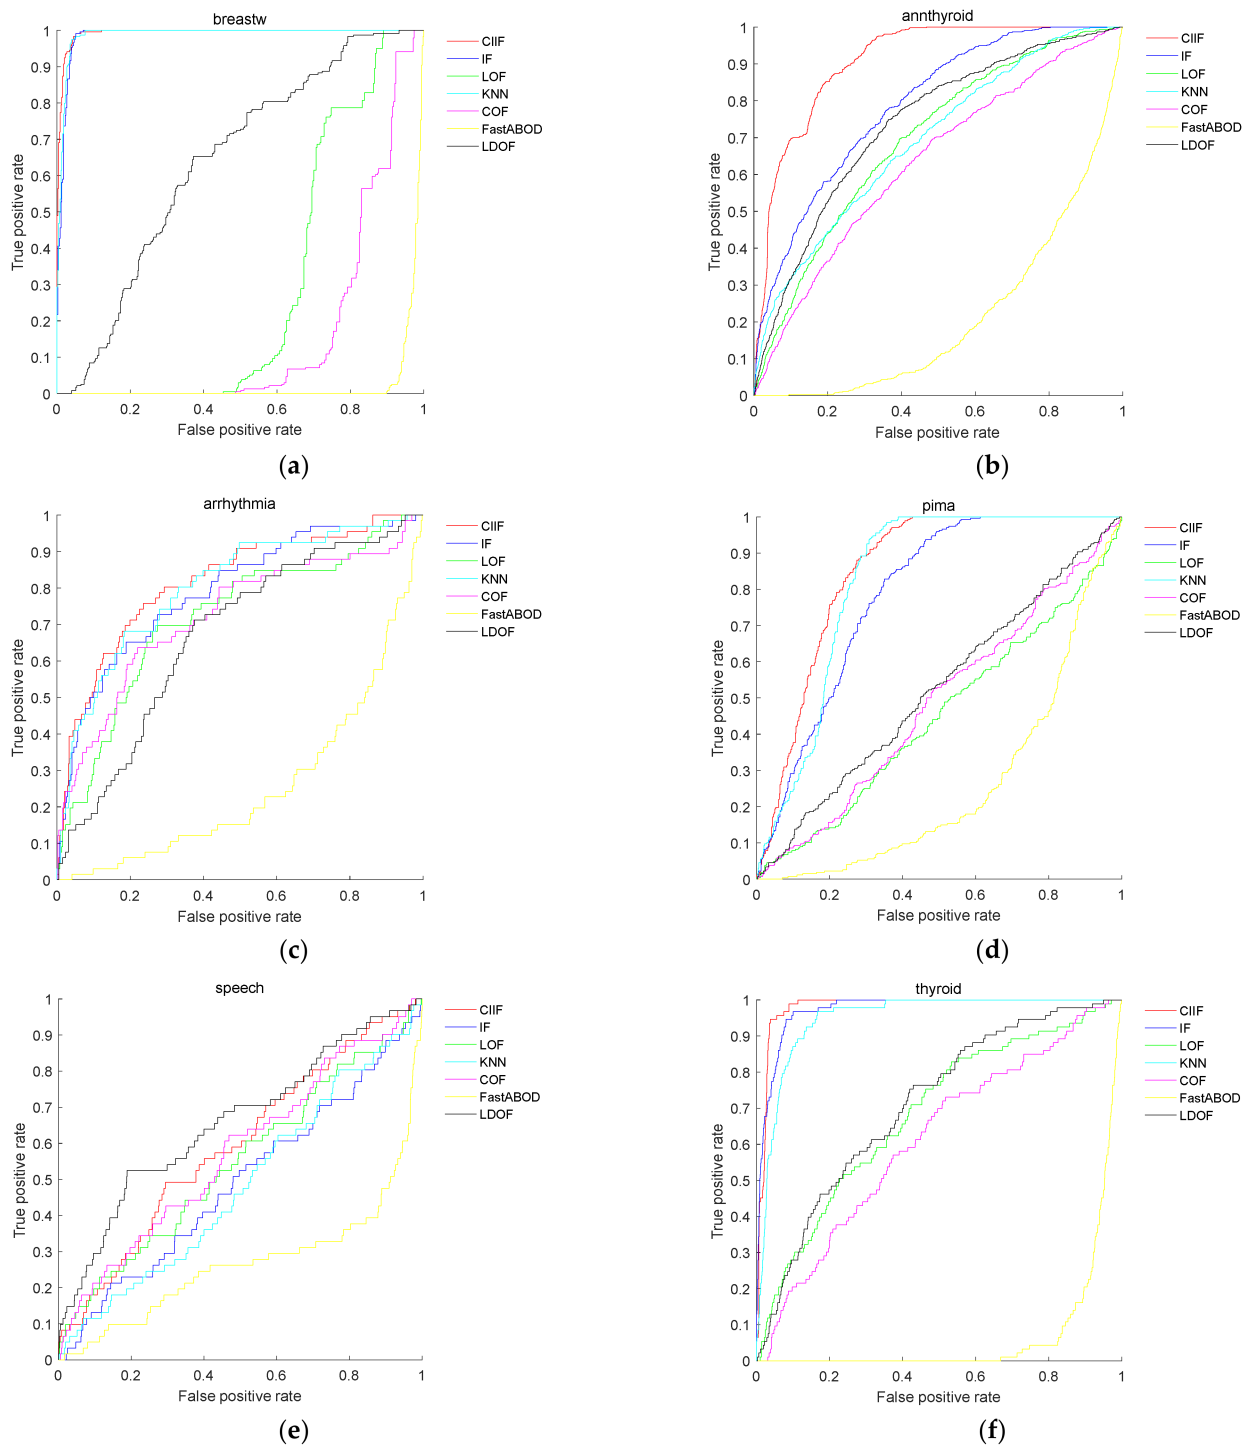 breastw
True positive rate
1
0.9
0.8
0.7
0.6
0.5
0.4
0.3
0.2
0.1
0
0 0.2 0.4 0.6 0.8 1
False positive rate
CIIF
IF
LOF
KNN
COF
FastABOD
LDOF
(a)
annthyroid
True positive rate
1
0.9
0.8
0.7
0.6
0.5
0.4
0.3
0.2
0.1
0
0 0.2 0.4 0.6 0.8 1
False positive rate
CIIF
IF
LOF
KNN
COF
FastABOD
LDOF
(b)
arrhythmia
True positive rate
1
0.9
0.8
0.7
0.6
0.5
0.4
0.3
0.2
0.1
0
0 0.2 0.4 0.6 0.8 1
False positive rate
CIIF
IF
LOF
KNN
COF
FastABOD
LDOF
(c)
pima
True positive rate
1
0.9
0.8
0.7
0.6
0.5
0.4
0.3
0.2
0.1
0
0 0.2 0.4 0.6 0.8 1
False positive rate
CIIF
IF
LOF
KNN
COF
FastABOD
LDOF
(d)
speech
True positive rate
1
0.9
0.8
0.7
0.6
0.5
0.4
0.3
0.2
0.1
0
0 0.2 0.4 0.6 0.8 1
False positive rate
CIIF
IF
LOF
KNN
COF
FastABOD
LDOF
(e)
thyroid
True positive rate
1
0.9
0.8
0.7
0.6
0.5
0.4
0.3
0.2
0.1
0
0 0.2 0.4 0.6 0.8 1
False positive rate
CIIF
IF
LOF
KNN
COF
FastABOD
LDOF
(f)